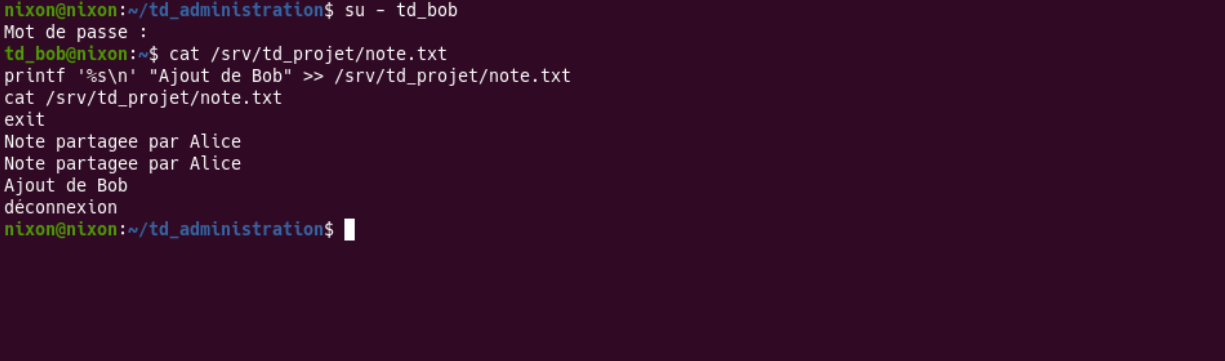 nixon@nixon:~/td_administration$ su - td_bob
Mot de passe :
td_bob@nixon:~$ cat /srv/td_projet/note.txt
printf '%s\n' "Ajout de Bob" >> /srv/td_projet/note.txt
cat /srv/td_projet/note.txt
exit
Note partagee par Alice
Note partagee par Alice
Ajout de Bob
déconnexion
nixon@nixon:~/td_administration$